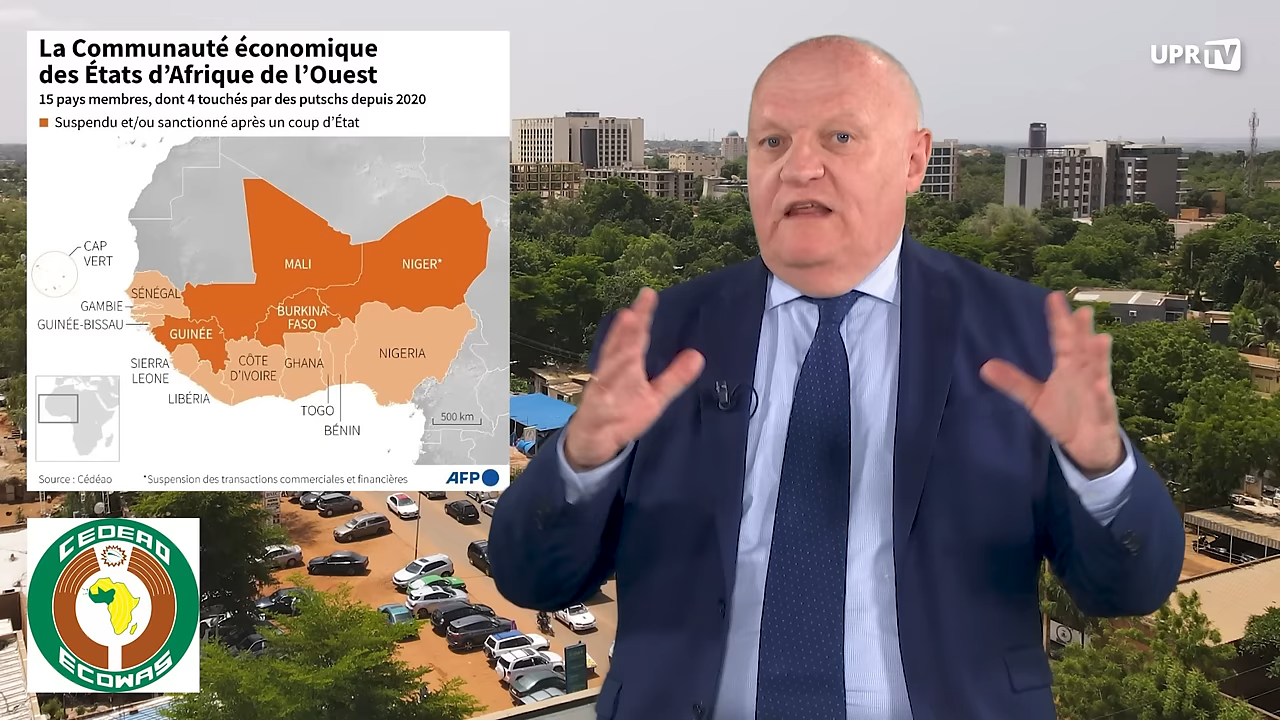 La Communauté économique
des États d'Afrique de l'Ouest
15 pays membres, dont 4 touchés par des putschs depuis 2020
Suspendu et/ou sanctionné après un coup d'État
CAP
VERT
MALI
NIGER*
SÉNÉGAL
GAMBIE
GUINÉE-BISSAU
BURKINA
FASO
GUINÉE
SIERRA
LEONE
CÔTE
D'IVOIRE
GHANA
NIGERIA
LIBÉRIA
TOGO
BÉNIN
500 km
Source : Cédéao
*Suspension des transactions commerciales et financières
AFP
CEDEAO
ECOWAS
UPR TV